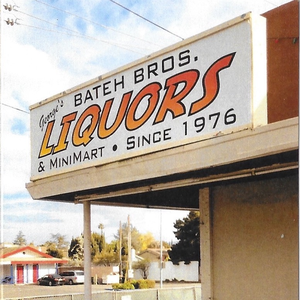 George's
BATEH BROS.
LIQUORS
& MINIMART • SINCE 1976